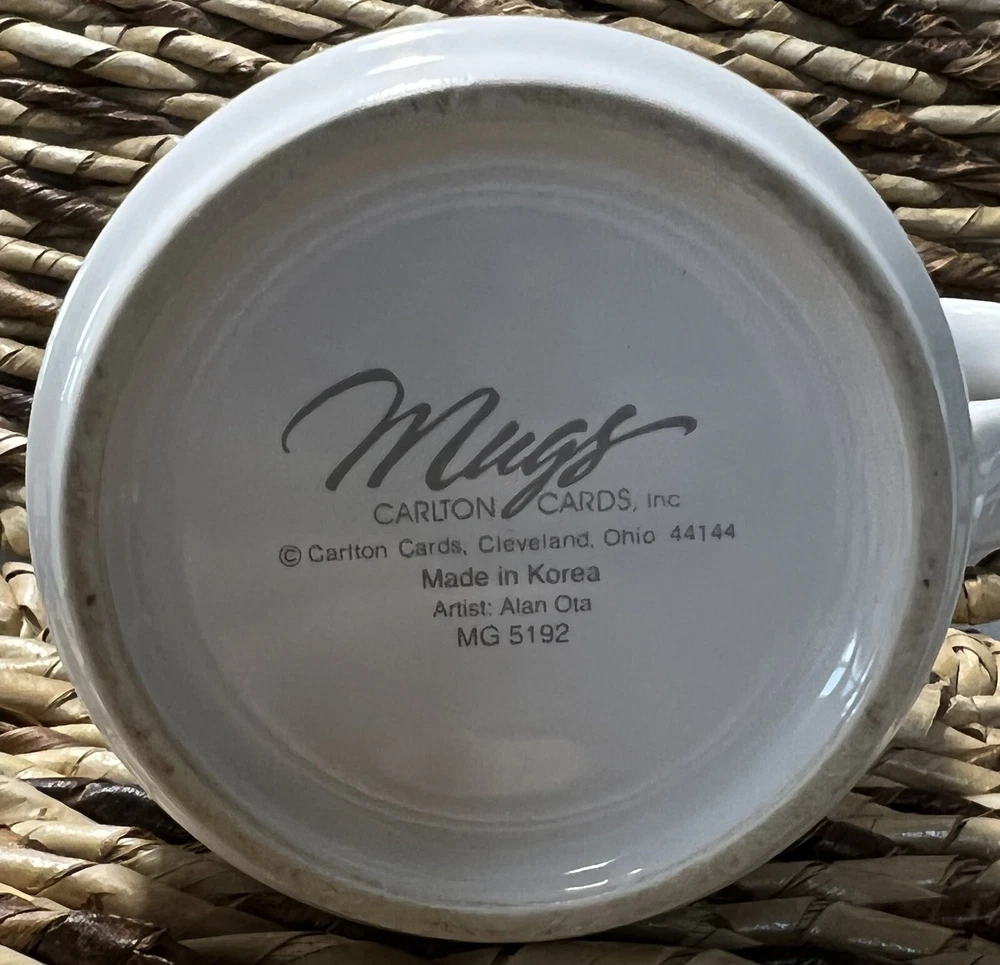 Mugs
CARLTON CARDS, Inc
© Carlton Cards, Cleveland, Ohio 44144
Made in Korea
Artist: Alan Ota
MG 5192